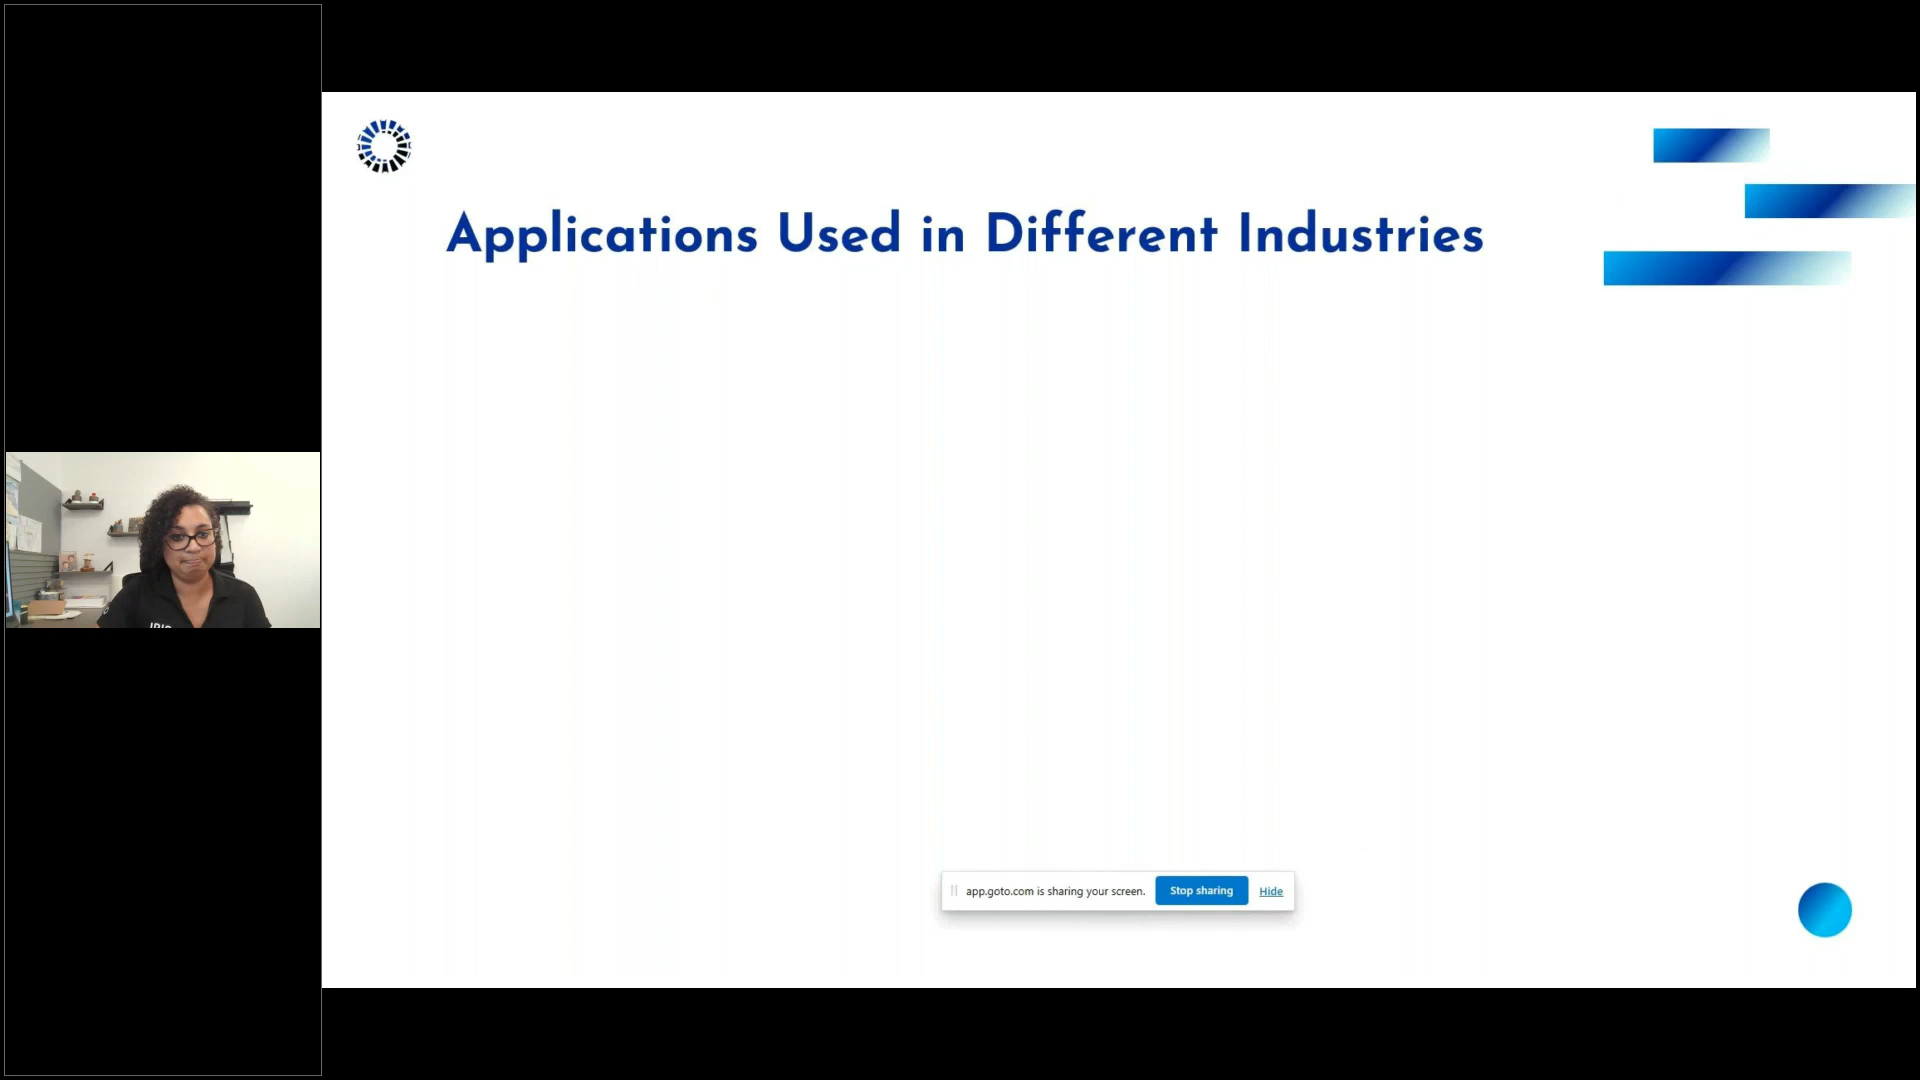 Applications Used in Different Industries
app.goto.com is sharing your screen. Stop sharing Hide